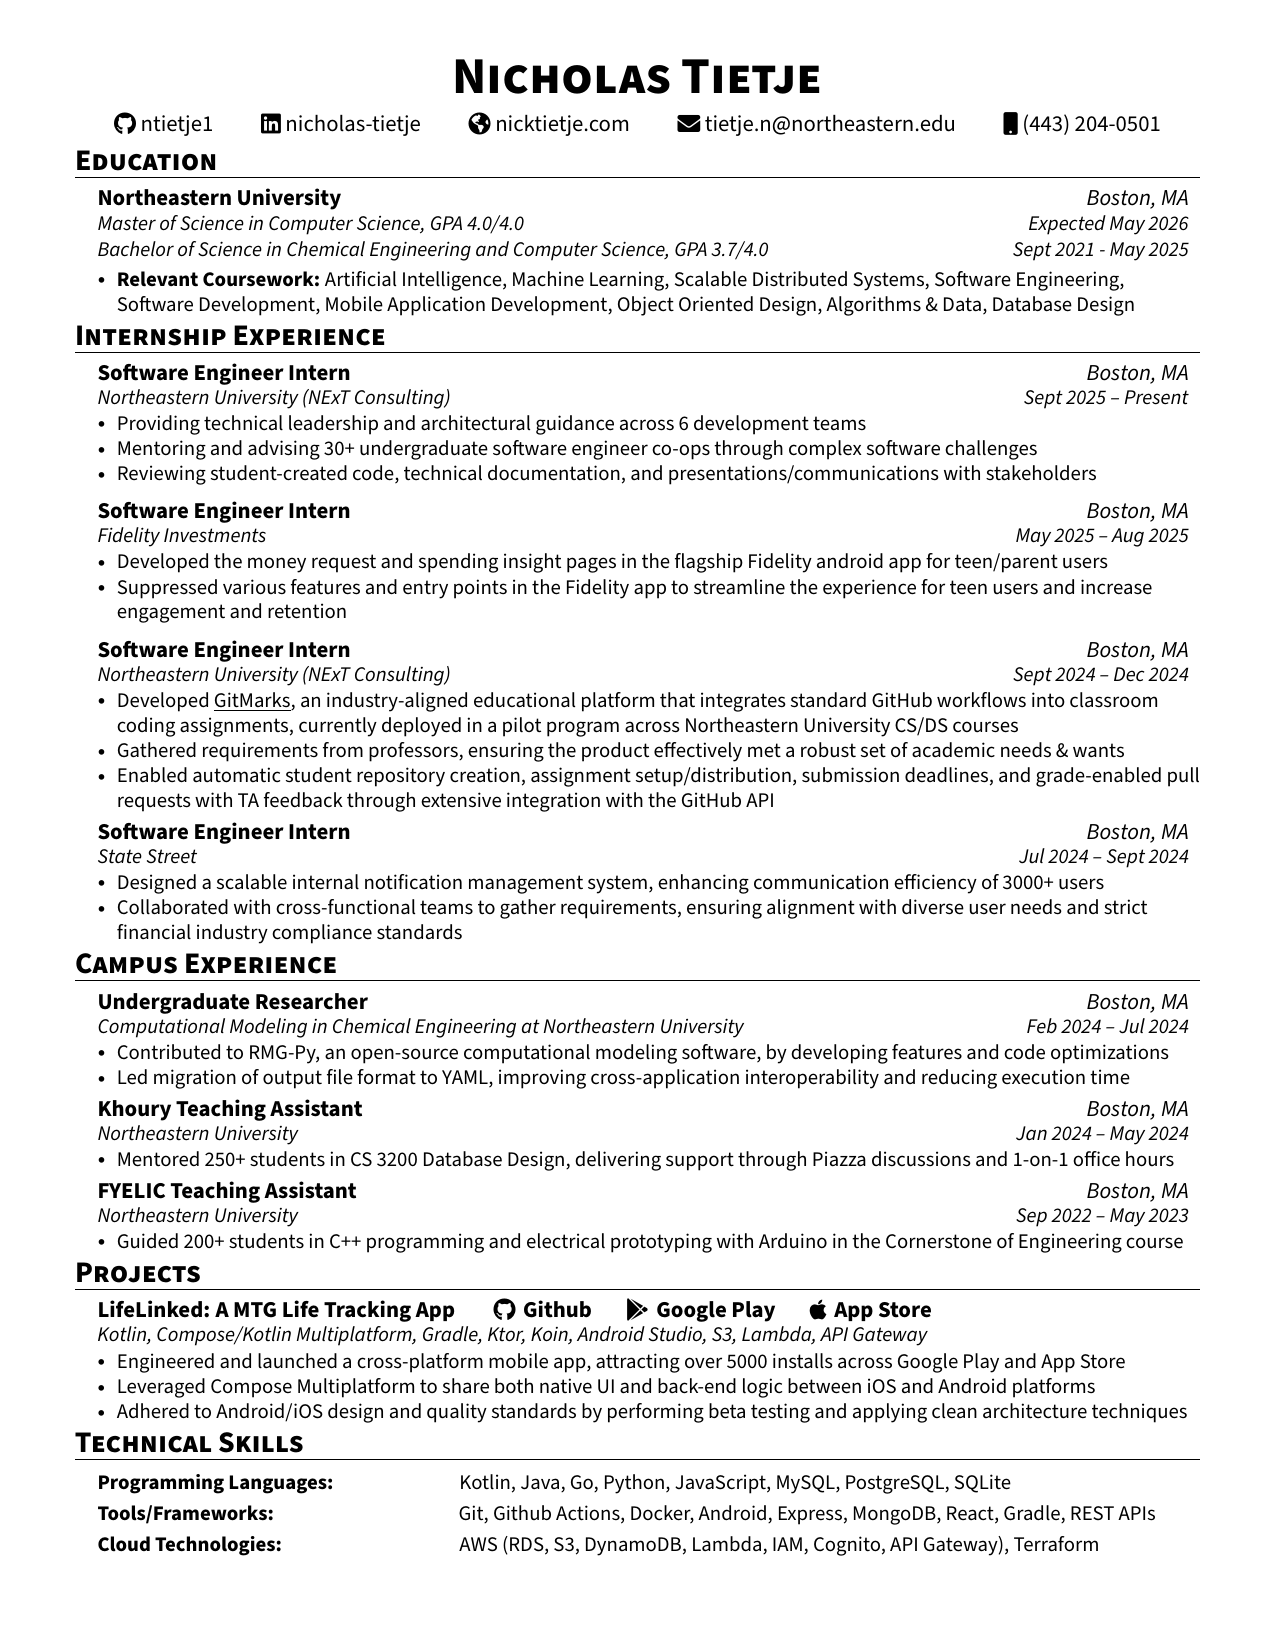 Nicholas Tietje
ntietje1 nicholas-tietje nicktietje.com tietje.n@northeastern.edu (443) 204-0501
Education
Northeastern University Boston, MA
Master of Science in Computer Science, GPA 4.0/4.0 Expected May 2026
Bachelor of Science in Chemical Engineering and Computer Science, GPA 3.7/4.0 Sept 2021 - May 2025
• Relevant Coursework: Artificial Intelligence, Machine Learning, Scalable Distributed Systems, Software Engineering,
Software Development, Mobile Application Development, Object Oriented Design, Algorithms & Data, Database Design
Internship Experience
Software Engineer Intern Boston, MA
Northeastern University (NExT Consulting) Sept 2025 – Present
• Providing technical leadership and architectural guidance across 6 development teams
• Mentoring and advising 30+ undergraduate software engineer co-ops through complex software challenges
• Reviewing student-created code, technical documentation, and presentations/communications with stakeholders
Software Engineer Intern Boston, MA
Fidelity Investments May 2025 – Aug 2025
• Developed the money request and spending insight pages in the flagship Fidelity android app for teen/parent users
• Suppressed various features and entry points in the Fidelity app to streamline the experience for teen users and increase
engagement and retention
Software Engineer Intern Boston, MA
Northeastern University (NExT Consulting) Sept 2024 – Dec 2024
• Developed GitMarks, an industry-aligned educational platform that integrates standard GitHub workflows into classroom
coding assignments, currently deployed in a pilot program across Northeastern University CS/DS courses
• Gathered requirements from professors, ensuring the product effectively met a robust set of academic needs & wants
• Enabled automatic student repository creation, assignment setup/distribution, submission deadlines, and grade-enabled pull
requests with TA feedback through extensive integration with the GitHub API
Software Engineer Intern Boston, MA
State Street Jul 2024 – Sept 2024
• Designed a scalable internal notification management system, enhancing communication efficiency of 3000+ users
• Collaborated with cross-functional teams to gather requirements, ensuring alignment with diverse user needs and strict
financial industry compliance standards
Campus Experience
Undergraduate Researcher Boston, MA
Computational Modeling in Chemical Engineering at Northeastern University Feb 2024 – Jul 2024
• Contributed to RMG-Py, an open-source computational modeling software, by developing features and code optimizations
• Led migration of output file format to YAML, improving cross-application interoperability and reducing execution time
Khoury Teaching Assistant Boston, MA
Northeastern University Jan 2024 – May 2024
• Mentored 250+ students in CS 3200 Database Design, delivering support through Piazza discussions and 1-on-1 office hours
FYELIC Teaching Assistant Boston, MA
Northeastern University Sep 2022 – May 2023
• Guided 200+ students in C++ programming and electrical prototyping with Arduino in the Cornerstone of Engineering course
Projects
LifeLinked: A MTG Life Tracking App Github Google Play App Store
Kotlin, Compose/Kotlin Multiplatform, Gradle, Ktor, Koin, Android Studio, S3, Lambda, API Gateway
• Engineered and launched a cross-platform mobile app, attracting over 5000 installs across Google Play and App Store
• Leveraged Compose Multiplatform to share both native UI and back-end logic between iOS and Android platforms
• Adhered to Android/iOS design and quality standards by performing beta testing and applying clean architecture techniques
Technical Skills
Programming Languages: Kotlin, Java, Go, Python, JavaScript, MySQL, PostgreSQL, SQLite
Tools/Frameworks: Git, Github Actions, Docker, Android, Express, MongoDB, React, Gradle, REST APIs
Cloud Technologies: AWS (RDS, S3, DynamoDB, Lambda, IAM, Cognito, API Gateway), Terraform